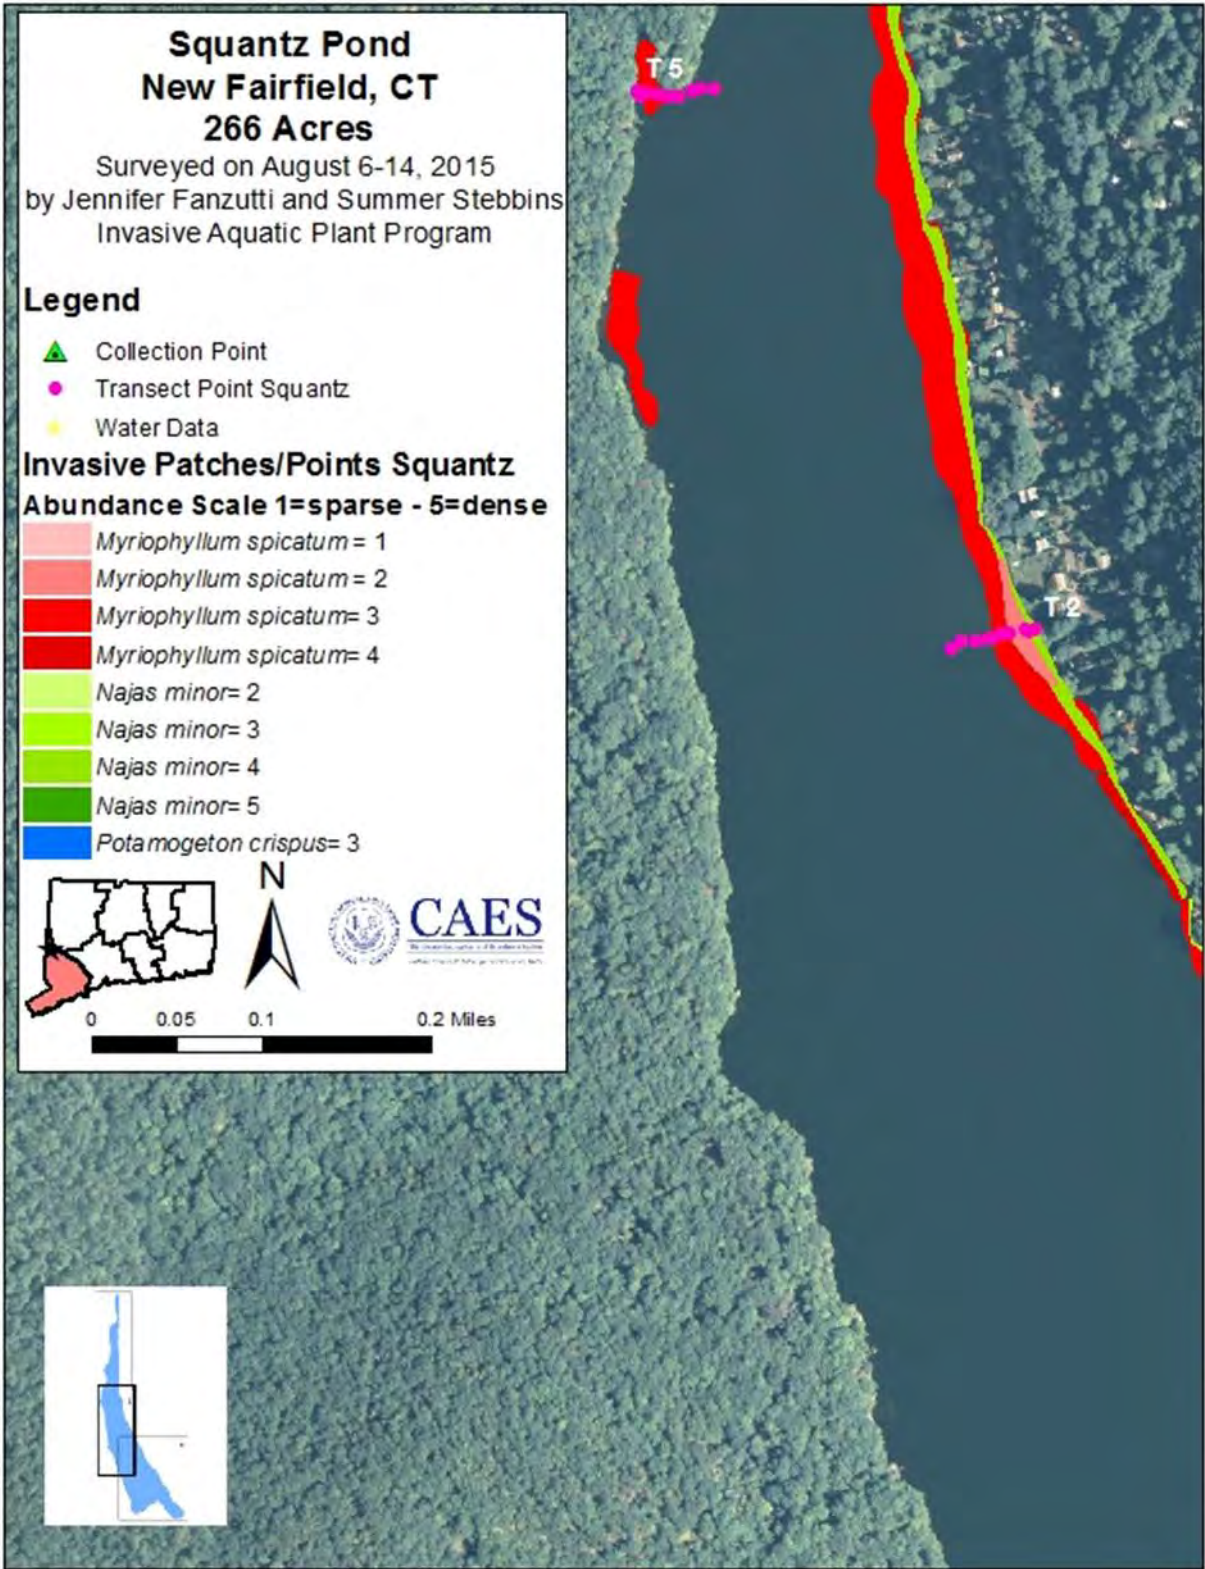 Squantz Pond
New Fairfield, CT
266 Acres
Surveyed on August 6-14, 2015
by Jennifer Fanzutti and Summer Stebbins
Invasive Aquatic Plant Program
Legend
Collection Point
Transect Point Squantz
Water Data
Invasive Patches/Points Squantz
Abundance Scale 1=sparse - 5=dense
Myriophyllum spicatum = 1
Myriophyllum spicatum = 2
Myriophyllum spicatum= 3
Myriophyllum spicatum= 4
Najas minor= 2
Najas minor= 3
Najas minor= 4
Najas minor= 5
Potamogeton crispus= 3
N
CAES
0 0.05 0.1 0.2 Miles
T 5
T 2